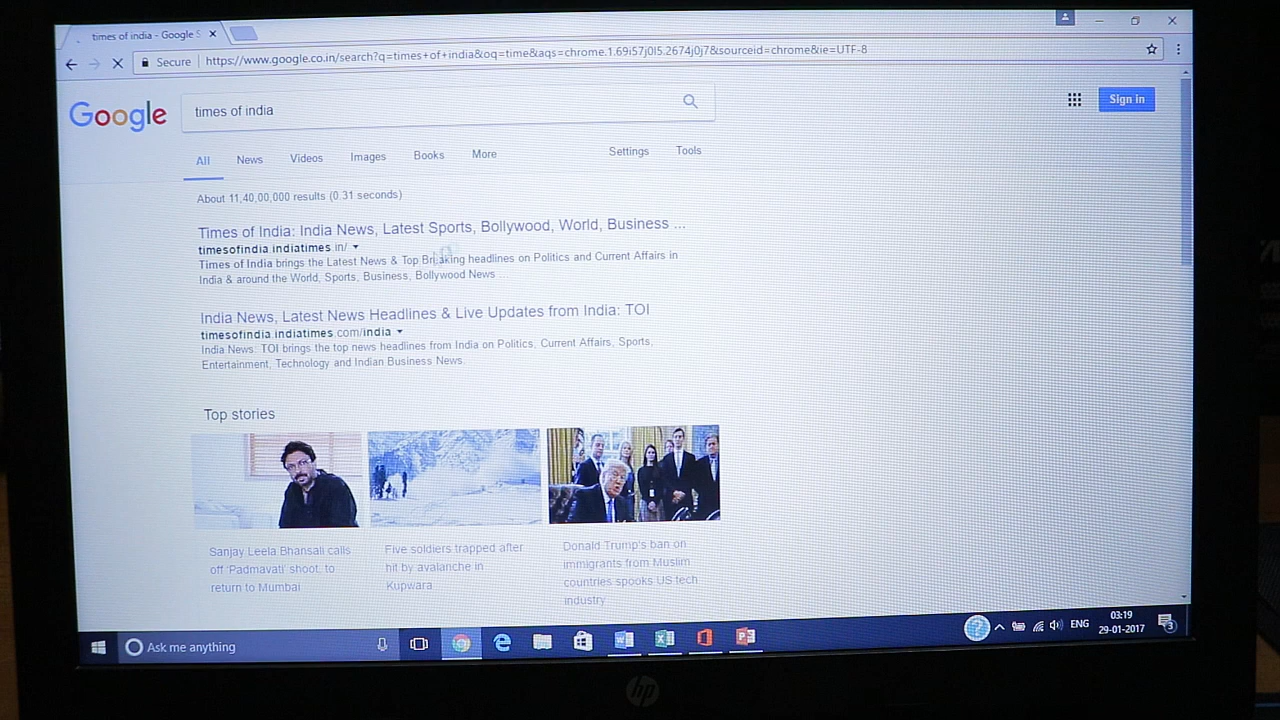 times of india - Google S
Secure
https://www.google.co.in/search?q=times+of+india&oq=time&aqs=chrome.1.69i57j0l5.2674j0j7&sourceid=chrome&ie=UTF-8
Google
times of india
Sign in
All News Videos Images Books More Settings Tools
About 11,40,00,000 results (0.31 seconds)
Times of India: India News, Latest Sports, Bollywood, World, Business ...
timesofindia.indiatimes.in/
Times of India brings the Latest News & Top Breaking headlines on Politics and Current Affairs in
India & around the World, Sports, Business, Bollywood News ...
India News, Latest News Headlines & Live Updates from India: TOI
timesofindia.indiatimes.com/india
India News. TOI brings the top news headlines from India on Politics, Current Affairs, Sports,
Entertainment, Technology and Indian Business News.
Top stories
Sanjay Leela Bhansali calls
off 'Padmavati' shoot, to
return to Mumbai
Five soldiers trapped after
hit by avalanche in
Kupwara
Donald Trump's ban on
immigrants from Muslim
countries spooks US tech
industry
Ask me anything
ENG
03:19
29-01-2017
3
hp